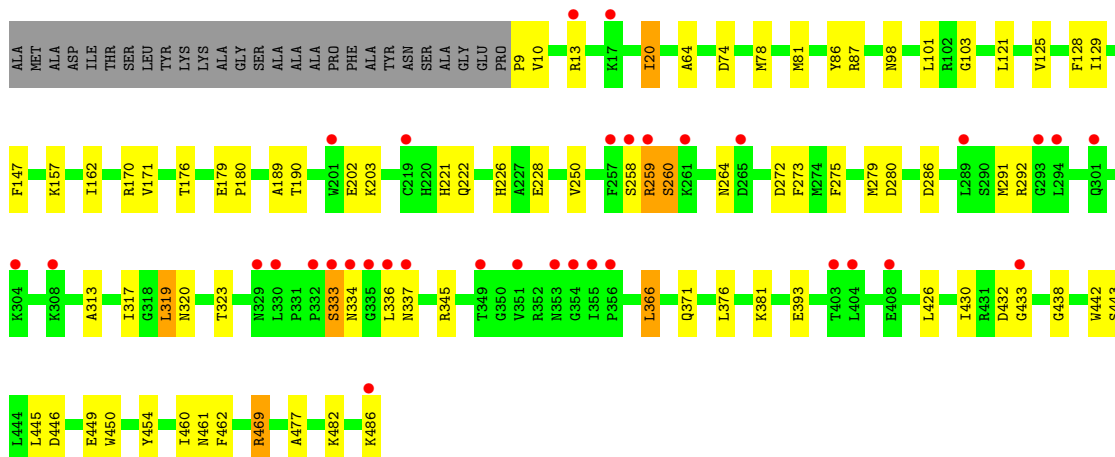 ALA MET ALA ASP ILE THR SER LEU TYR LYS LYS ALA GLY SER ALA ALA ALA PRO PHE ALA TYR ASN SER ALA GLY GLU PRO P9 V10 R13 K17 I20 A64 D74 M78 M81 Y86 R87 N98 L101 R102 G103 L121 V125 F128 I129
F147 K157 I162 R170 V171 T176 E179 P180 A189 T190 W201 E202 K203 C219 H220 H221 Q222 H226 A227 E228 V250 F257 S258 R259 S260 K261 N264 D265 D272 F273 M274 F275 M279 D280 D286 L289 S290 M291 R292 G293 L294 Q301
K304 K308 A313 I317 G318 L319 N320 T323 N329 L330 P331 P332 S333 N334 G335 L336 N337 R345 T349 G350 V351 R352 N353 G354 I355 P356 L366 Q371 L376 K381 E393 T403 L404 E408 L426 I430 R431 D432 G433 G438 W442 S443
L444 L445 D446 E449 W450 Y454 I460 N461 F462 R469 A477 K482 K486